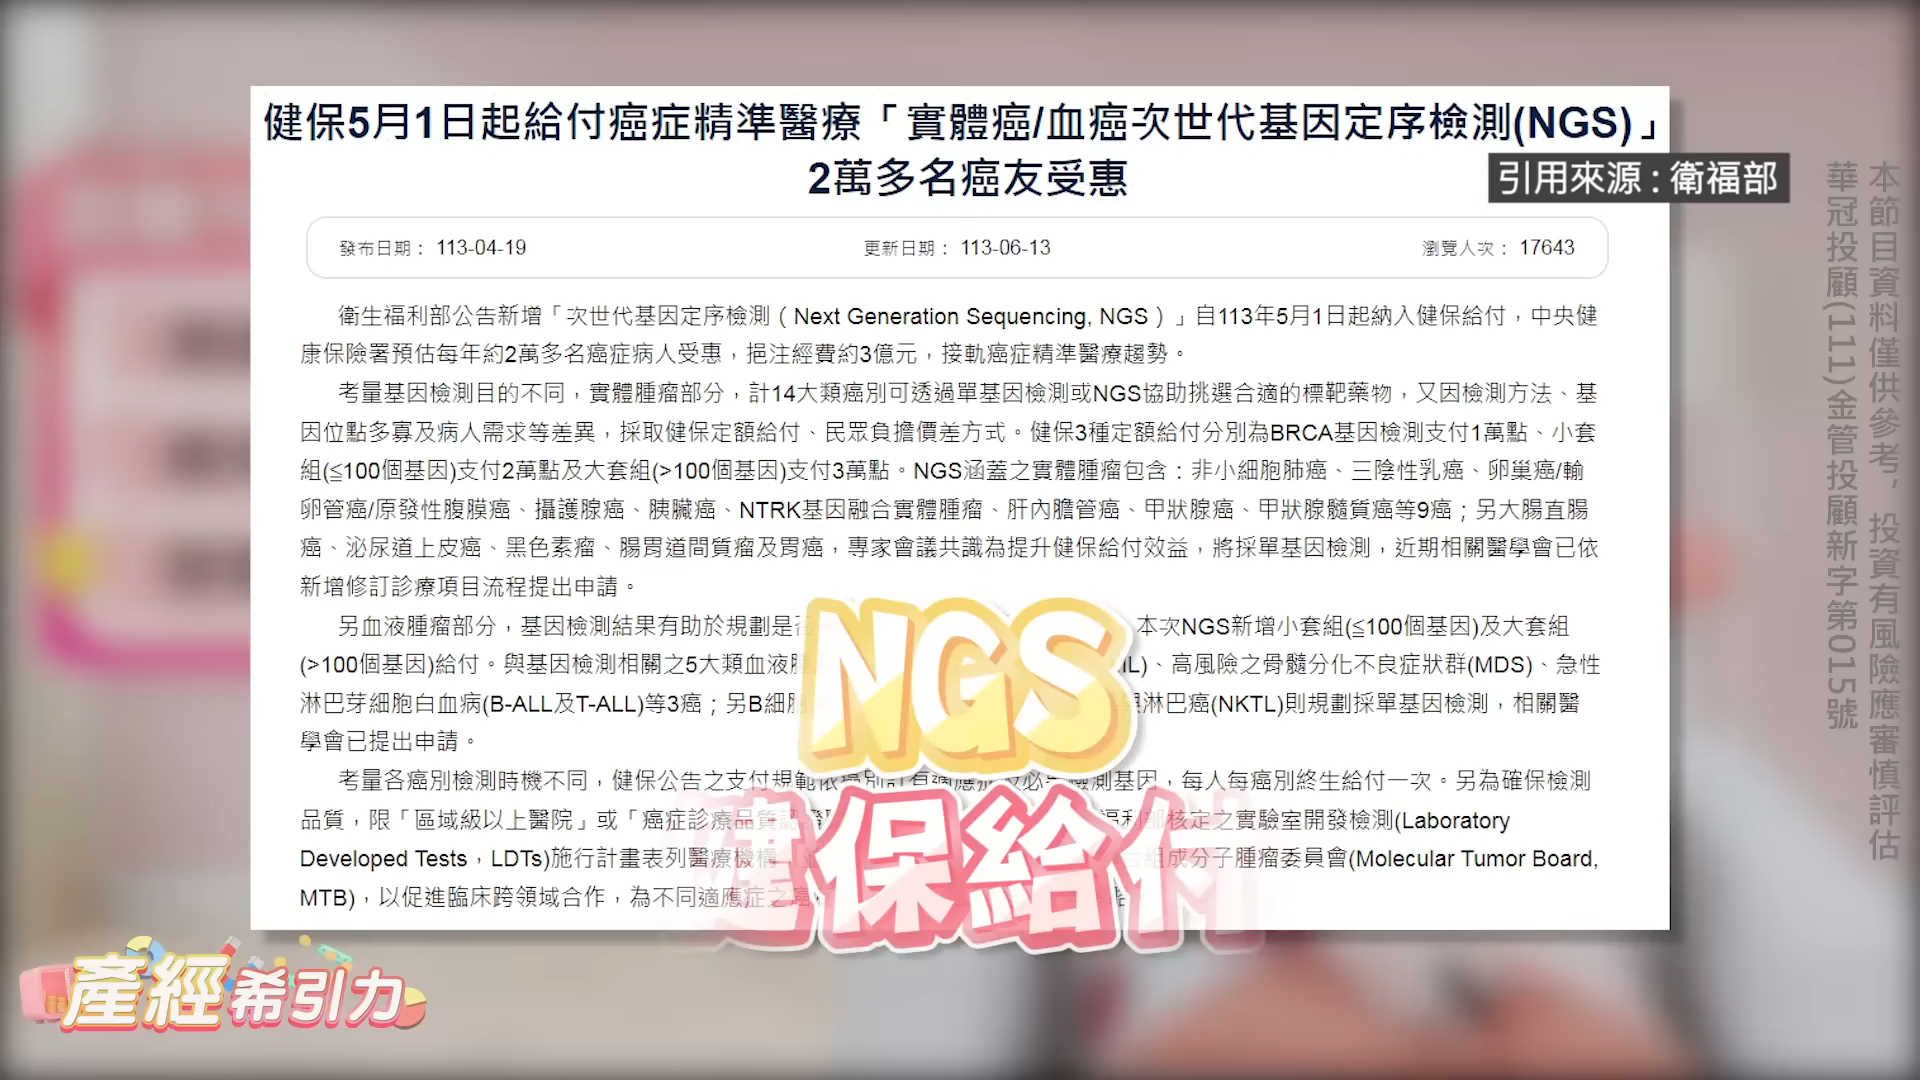 健保5月1日起給付癌症精準醫療「實體癌/血癌次世代基因定序檢測(NGS)」
2萬多名癌友受惠
引用來源：衛福部
發布日期： 113-04-19
更新日期： 113-06-13
瀏覽人次： 17643
衛生福利部公告新增「次世代基因定序檢測（Next Generation Sequencing, NGS）」自113年5月1日起納入健保給付，中央健
康保險署預估每年約2萬多名癌症病人受惠，挹注經費約3億元，接軌癌症精準醫療趨勢。
考量基因檢測目的不同，實體腫瘤部分，計14大類癌別可透過單基因檢測或NGS協助挑選合適的標靶藥物，又因檢測方法、基
因位點多寡及病人需求等差異，採取健保定額給付、民眾負擔價差方式。健保3種定額給付分別為BRCA基因檢測支付1萬點、小套
組(≦100個基因)支付2萬點及大套組(>100個基因)支付3萬點。NGS涵蓋之實體腫瘤包含：非小細胞肺癌、三陰性乳癌、卵巢癌/輸
卵管癌/原發性腹膜癌、攝護腺癌、胰臟癌、NTRK基因融合實體腫瘤、肝內膽管癌、甲狀腺癌、甲狀腺髓質癌等9癌；另大腸直腸
癌、泌尿道上皮癌、黑色素瘤、腸胃道間質瘤及胃癌，專家會議共識為提升健保給付效益，將採單基因檢測，近期相關醫學會已依
新增修訂診療項目流程提出申請。
另血液腫瘤部分，基因檢測結果有助於規劃是否 本次NGS新增小套組(≦100個基因)及大套組
(>100個基因)給付。與基因檢測相關之5大類血液腫 )、高風險之骨髓分化不良症狀群(MDS)、急性
淋巴芽細胞白血病(B-ALL及T-ALL)等3癌；另B細胞 淋巴癌(NKTL)則規劃採單基因檢測，相關醫
學會已提出申請。
考量各癌別檢測時機不同，健保公告之支付規範依癌別訂有適應症及必要檢測基因，每人每癌別終生給付一次。另為確保檢測
品質，限「區域級以上醫院」或「癌症診療品質認證 福利部核定之實驗室開發檢測(Laboratory
Developed Tests，LDTs)施行計畫表列醫療機構 組成分子腫瘤委員會(Molecular Tumor Board,
MTB)，以促進臨床跨領域合作，為不同適應症之癌
NGS
健保給付
產經希引力
本節目資料僅供參考，投資有風險應審慎評估
華冠投顧(111)金管投顧新字第015號